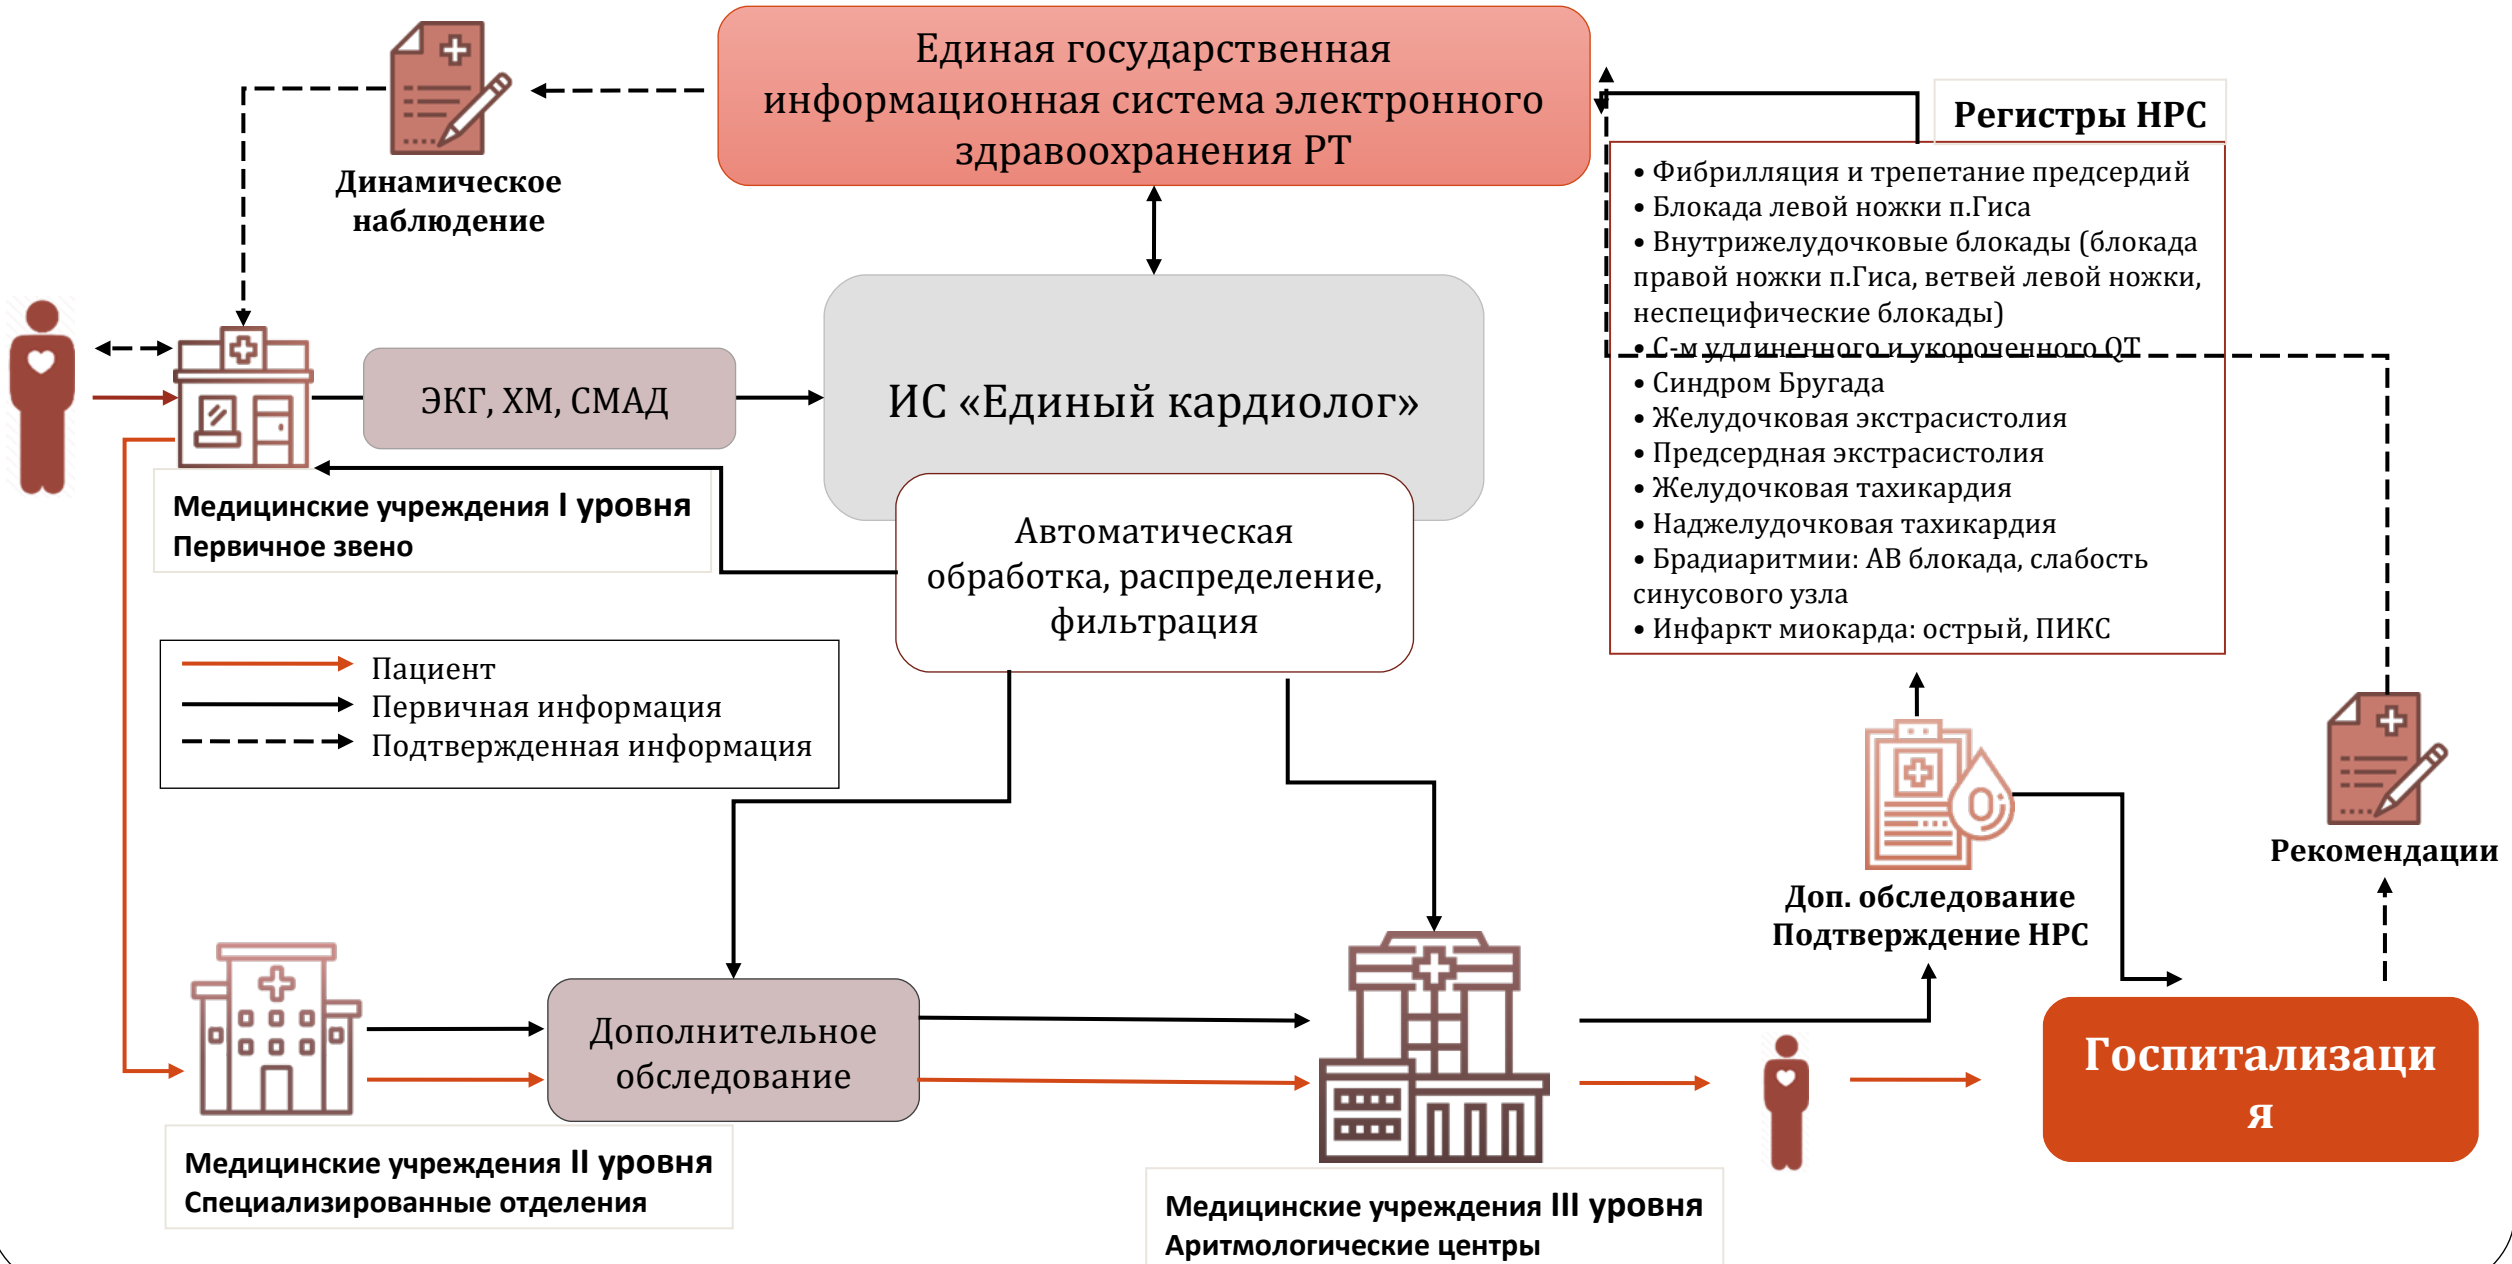 Единая государственная
информационная система электронного
здравоохранения РТ
Динамическое
наблюдение
Регистры НРС
• Фибрилляция и трепетание предсердий
• Блокада левой ножки п.Гиса
• Внутрижелудочковые блокады (блокада
правой ножки п.Гиса, ветвей левой ножки,
неспецифические блокады)
• С-м удлиненного и укороченного QT
• Синдром Бругада
• Желудочковая экстрасистолия
• Предсердная экстрасистолия
• Желудочковая тахикардия
• Наджелудочковая тахикардия
• Брадиаритмии: АВ блокада, слабость
синусового узла
• Инфаркт миокарда: острый, ПИКС
ЭКГ, ХМ, СМАД
ИС «Единый кардиолог»
Медицинские учреждения I уровня
Первичное звено
Автоматическая
обработка, распределение,
фильтрация
Пациент
Первичная информация
Подтвержденная информация
Рекомендации
Доп. обследование
Подтверждение НРС
Дополнительное
обследование
Госпитализаци
я
Медицинские учреждения II уровня
Специализированные отделения
Медицинские учреждения III уровня
Аритмологические центры